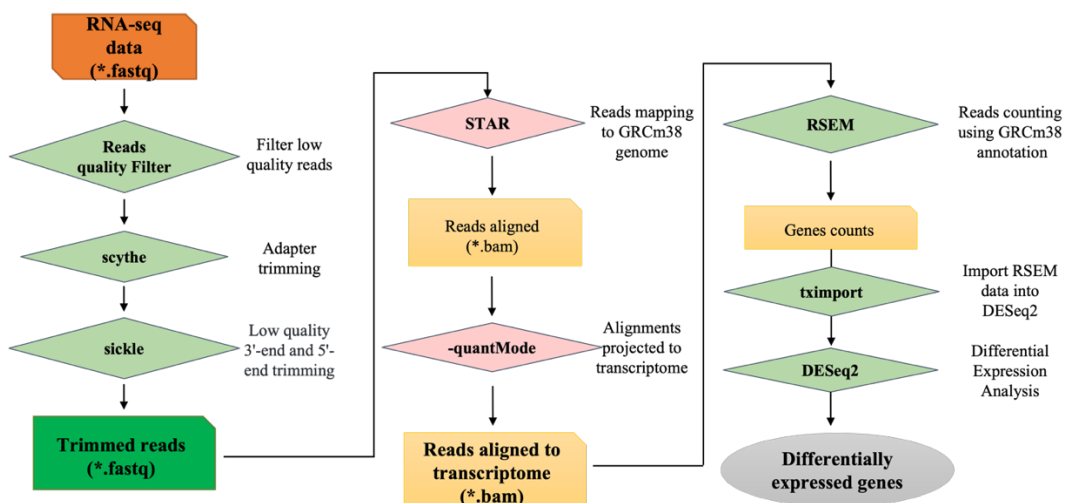 RNA-seq
data
(*.fastq)
Reads
quality Filter
Filter low
quality reads
scythe
Adapter
trimming
sickle
Low quality
3'-end and 5'-
end trimming
Trimmed reads
(*.fastq)
STAR
Reads mapping
to GRCm38
genome
Reads aligned
(*.bam)
-quantMode
Alignments
projected to
transcriptome
Reads aligned to
transcriptome
(*.bam)
RSEM
Reads counting
using GRCm38
annotation
Genes counts
tximport
Import RSEM
data into
DESeq2
DESeq2
Differential
Expression
Analysis
Differentially
expressed genes